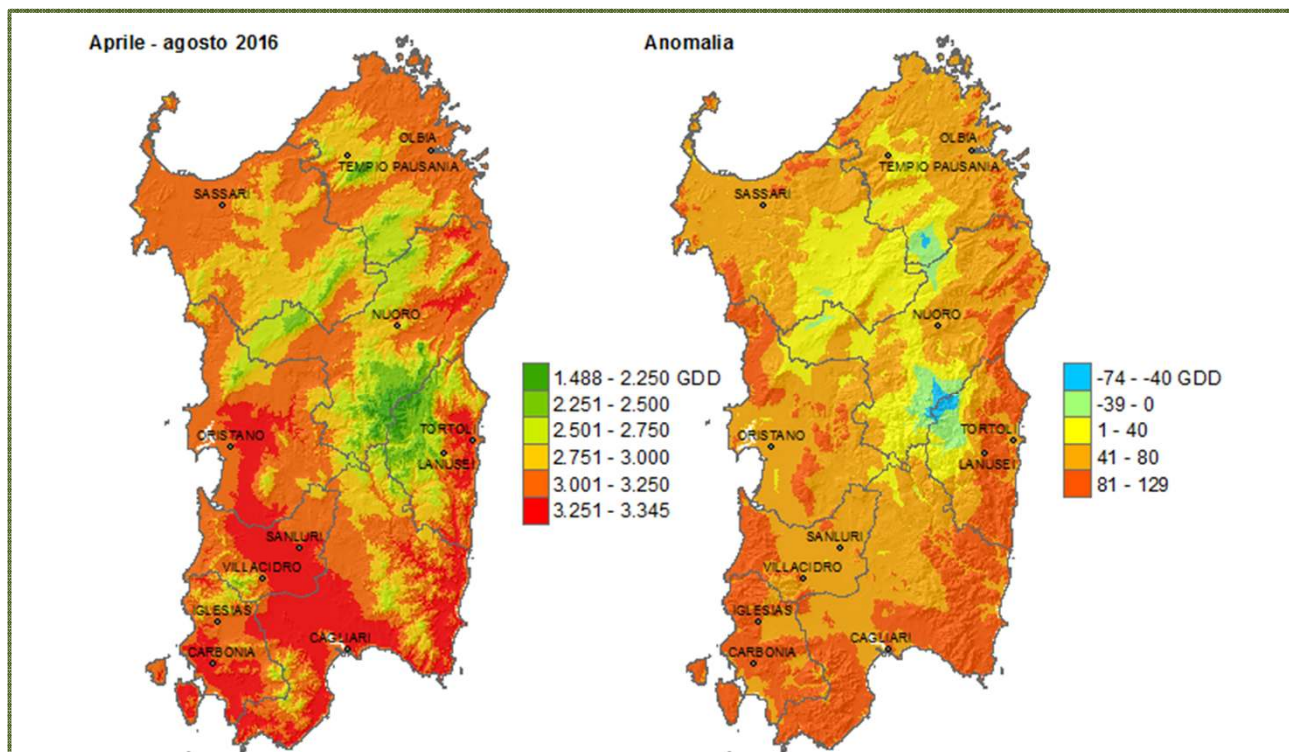 Aprile - agosto 2016
OLBIA
TEMPIO PAUSANIA
SASSARI
NUORO
ORISTANO
TORTOLI
LANUSEI
SANLURI
VILLACIDRO
IGLESIAS
CAGLIARI
CARBONIA
1.488 - 2.250 GDD
2.251 - 2.500
2.501 - 2.750
2.751 - 3.000
3.001 - 3.250
3.251 - 3.345
Anomalia
OLBIA
TEMPIO PAUSANIA
SASSARI
NUORO
ORISTANO
TORTOLI
LANUSEI
SANLURI
VILLACIDRO
IGLESIAS
CAGLIARI
CARBONIA
-74 - -40 GDD
-39 - 0
1 - 40
41 - 80
81 - 129